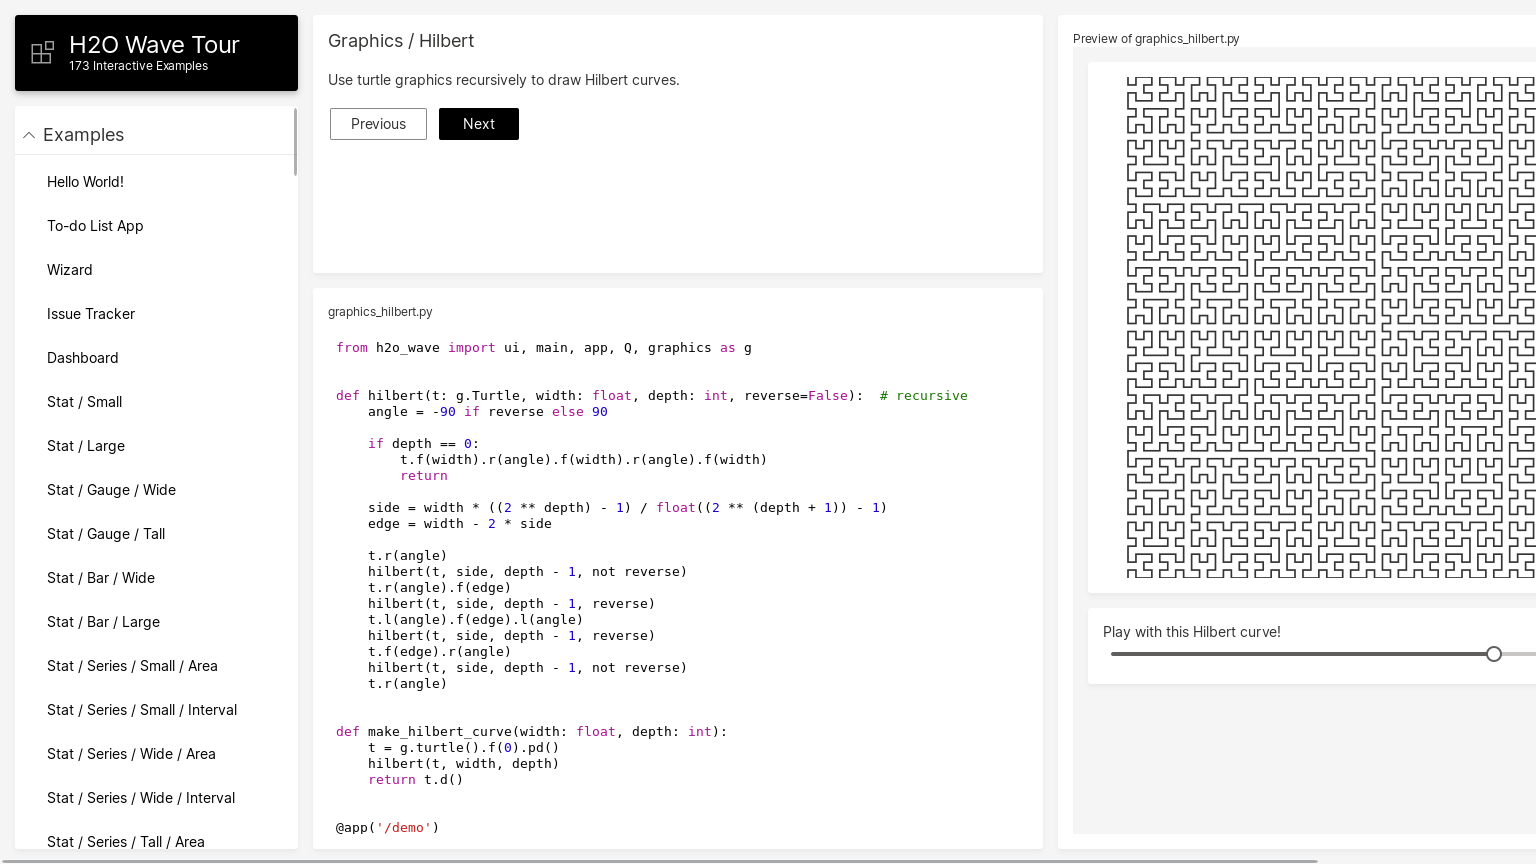 H2O Wave Tour
173 Interactive Examples
Examples
Hello World!
To-do List App
Wizard
Issue Tracker
Dashboard
Stat / Small
Stat / Large
Stat / Gauge / Wide
Stat / Gauge / Tall
Stat / Bar / Wide
Stat / Bar / Large
Stat / Series / Small / Area
Stat / Series / Small / Interval
Stat / Series / Wide / Area
Stat / Series / Wide / Interval
Stat / Series / Tall / Area
Graphics / Hilbert
Use turtle graphics recursively to draw Hilbert curves.
Previous
Next
graphics_hilbert.py
from h2o_wave import ui, main, app, Q, graphics as g
def hilbert(t: g.Turtle, width: float, depth: int, reverse=False):  # recursive
    angle = -90 if reverse else 90
    if depth == 0:
        t.f(width).r(angle).f(width).r(angle).f(width)
        return
    side = width * ((2 ** depth) - 1) / float((2 ** (depth + 1)) - 1)
    edge = width - 2 * side
    t.r(angle)
    hilbert(t, side, depth - 1, not reverse)
    t.r(angle).f(edge)
    hilbert(t, side, depth - 1, reverse)
    t.l(angle).f(edge).l(angle)
    hilbert(t, side, depth - 1, reverse)
    t.f(edge).r(angle)
    hilbert(t, side, depth - 1, not reverse)
    t.r(angle)
def make_hilbert_curve(width: float, depth: int):
    t = g.turtle().f(0).pd()
    hilbert(t, width, depth)
    return t.d()
@app('/demo')
Preview of graphics_hilbert.py
Play with this Hilbert curve!